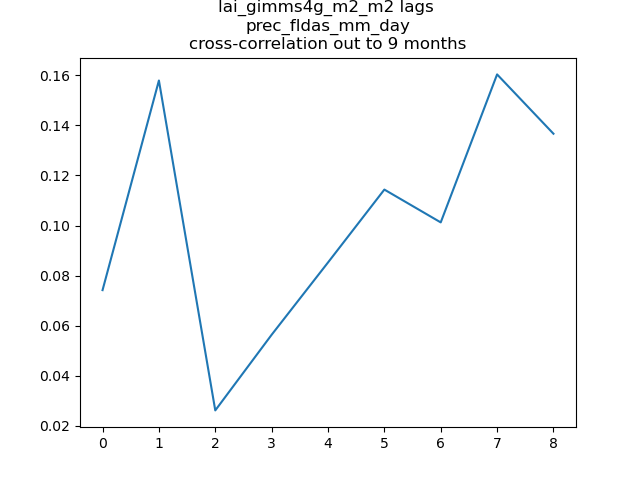 lai_gimms4g_m2_m2 lags
prec_fldas_mm_day
cross-correlation out to 9 months
0.16
0.14
0.12
0.10
0.08
0.06
0.04
0.02
0 1 2 3 4 5 6 7 8